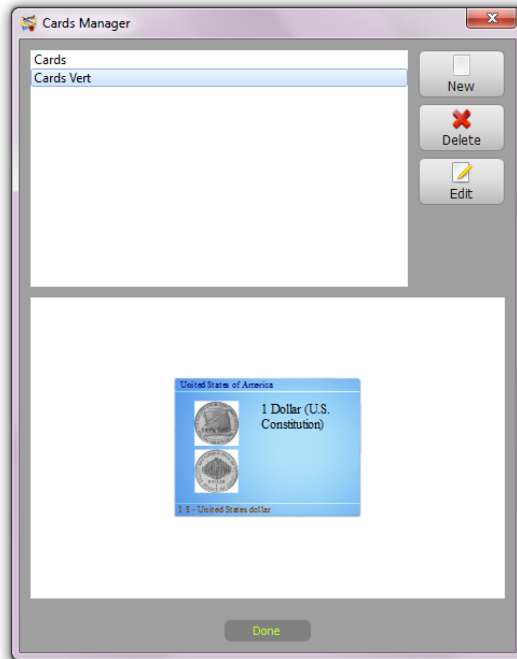 Cards Manager
Cards
Cards Vert
New
Delete
Edit
United States of America
1 Dollar (U.S.
Constitution)
1 $ - United States dollar
Done